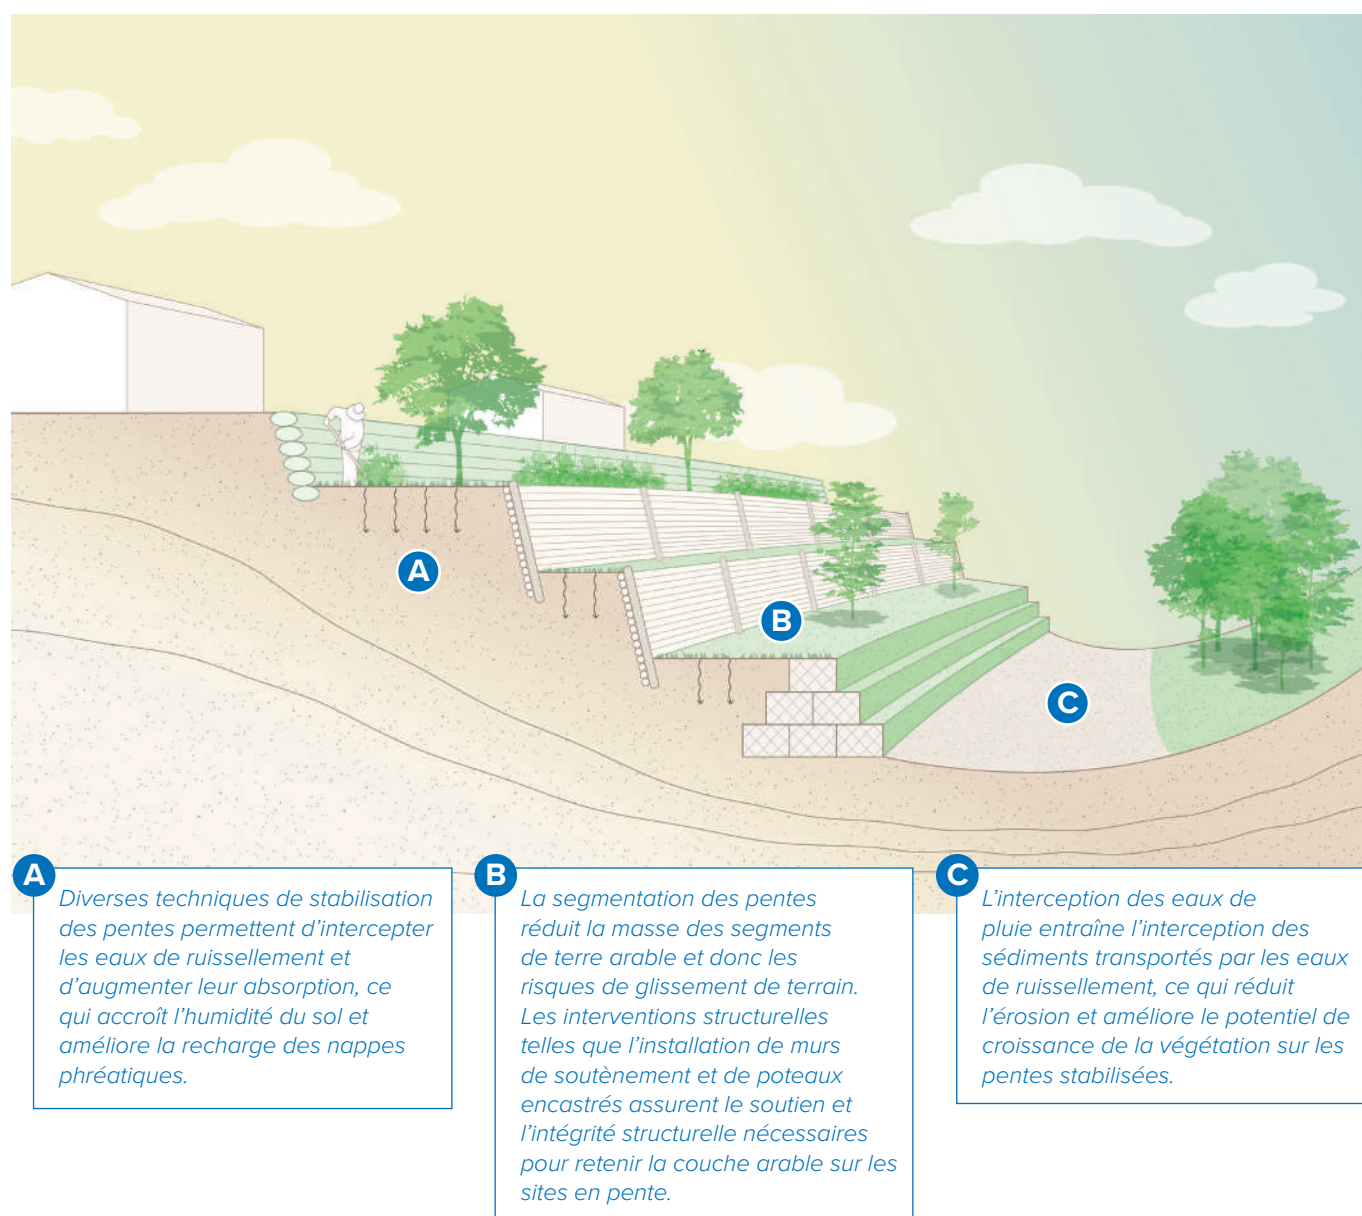 A
B
C
A
Diverses techniques de stabilisation
des pentes permettent d'intercepter
les eaux de ruissellement et
d'augmenter leur absorption, ce
qui accroît l'humidité du sol et
améliore la recharge des nappes
phréatiques.
B
La segmentation des pentes
réduit la masse des segments
de terre arable et donc les
risques de glissement de terrain.
Les interventions structurelles
telles que l'installation de murs
de soutènement et de poteaux
encastrés assurent le soutien et
l'intégrité structurelle nécessaires
pour retenir la couche arable sur les
sites en pente.
C
L'interception des eaux de
pluie entraîne l'interception des
sédiments transportés par les eaux
de ruissellement, ce qui réduit
l'érosion et améliore le potentiel de
croissance de la végétation sur les
pentes stabilisées.